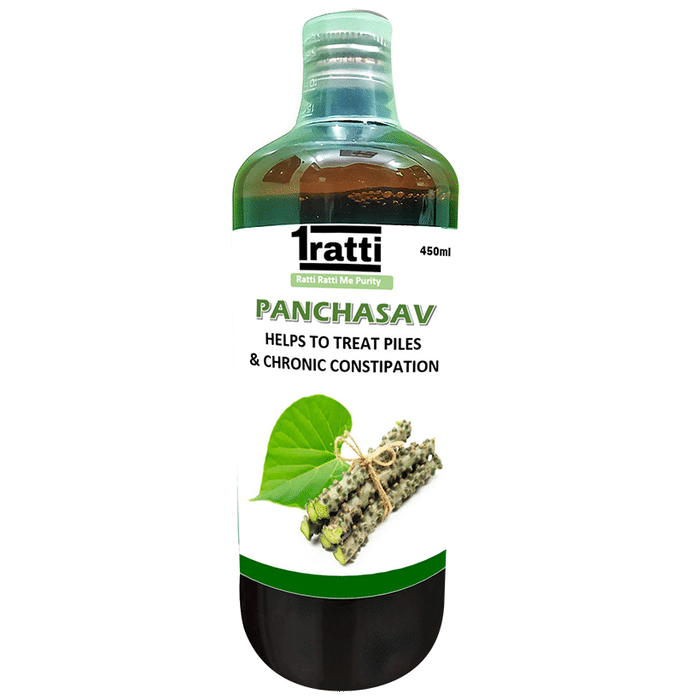 1ratti
450ml
Ratti Ratti Me Purity
PANCHASAV
HELPS TO TREAT PILES
& CHRONIC CONSTIPATION